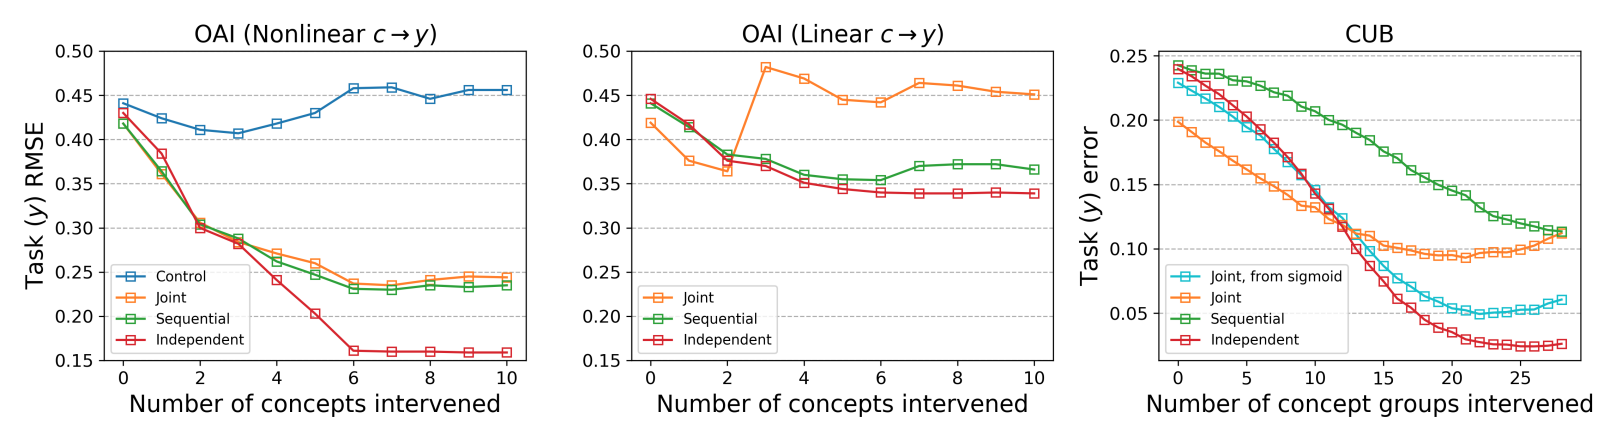 OAI (Nonlinear c→y)
Task (y) RMSE
0.50
0.45
0.40
0.35
0.30
0.25
0.20
0.15
Control
Joint
Sequential
Independent
0 2 4 6 8 10
Number of concepts intervened
OAI (Linear c→y)
0.50
0.45
0.40
0.35
0.30
0.25
0.20
0.15
Joint
Sequential
Independent
0 2 4 6 8 10
Number of concepts intervened
CUB
Task (y) error
0.25
0.20
0.15
0.10
0.05
Joint, from sigmoid
Joint
Sequential
Independent
0 5 10 15 20 25
Number of concept groups intervened